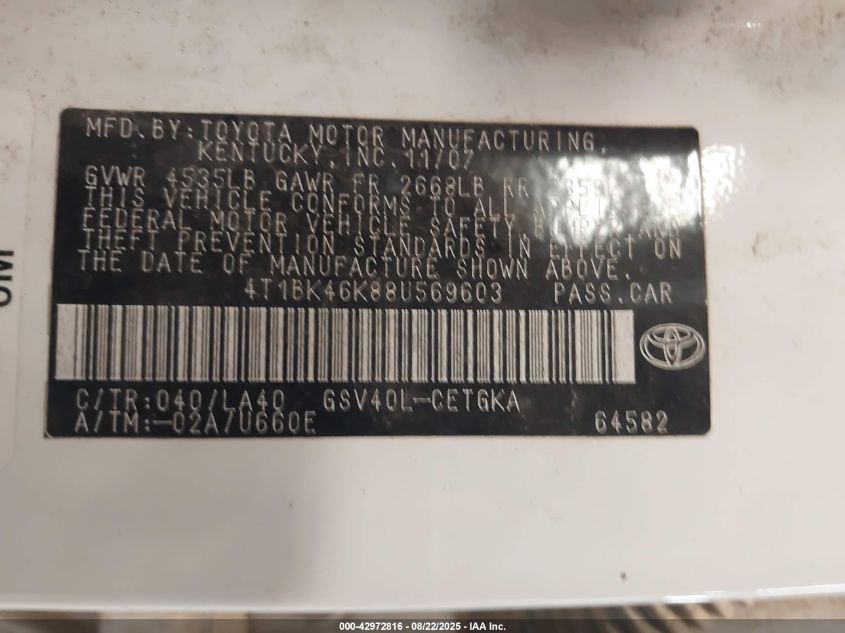 MFD.BY:TOYOTA MOTOR MANUFACTURING,
KENTUCKY,INC.11/07
GVWR 4535LB GAWR FR 2668LB RR
THIS VEHICLE CONFORMS TO ALL
FEDERAL MOTOR VEHICLE SAFETY
THEFT PREVENTION STANDARDS IN EFFECT ON
THE DATE OF MANUFACTURE SHOWN ABOVE.
4T1BK46K88U569603 PASS.CAR
C/TR:040/LA40 GSV40L-CETGKA
A/TM:-02A/U660E 64582
000-42972816 - 08/22/2025 - IAA Inc.